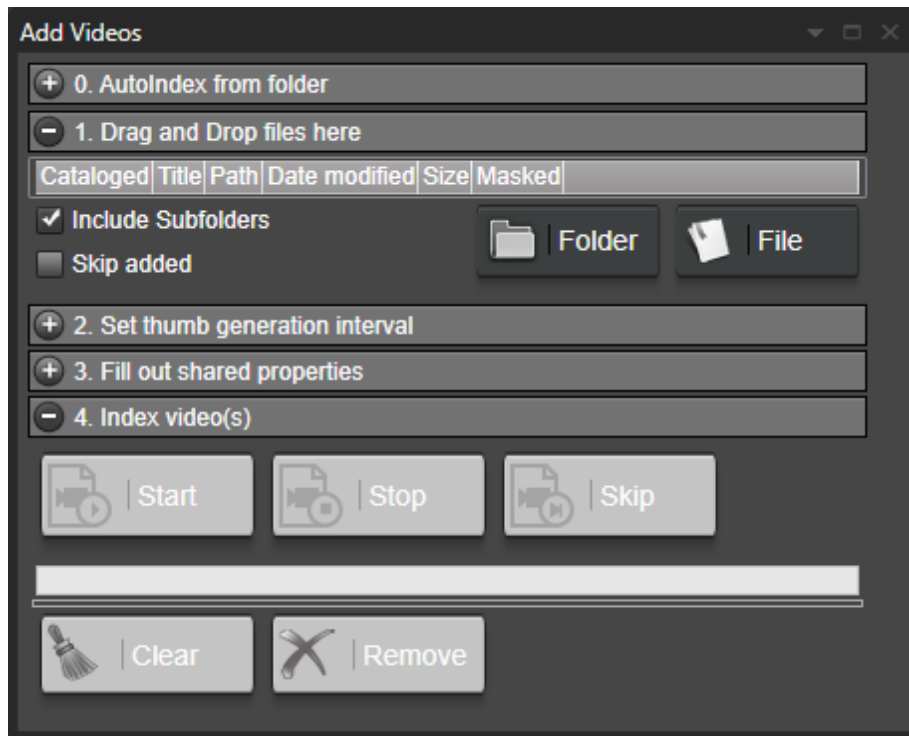 Add Videos
0. AutoIndex from folder
1. Drag and Drop files here
Cataloged Title Path Date modified Size Masked
Include Subfolders
Folder File
Skip added
2. Set thumb generation interval
3. Fill out shared properties
4. Index video(s)
Start Stop Skip
Clear Remove